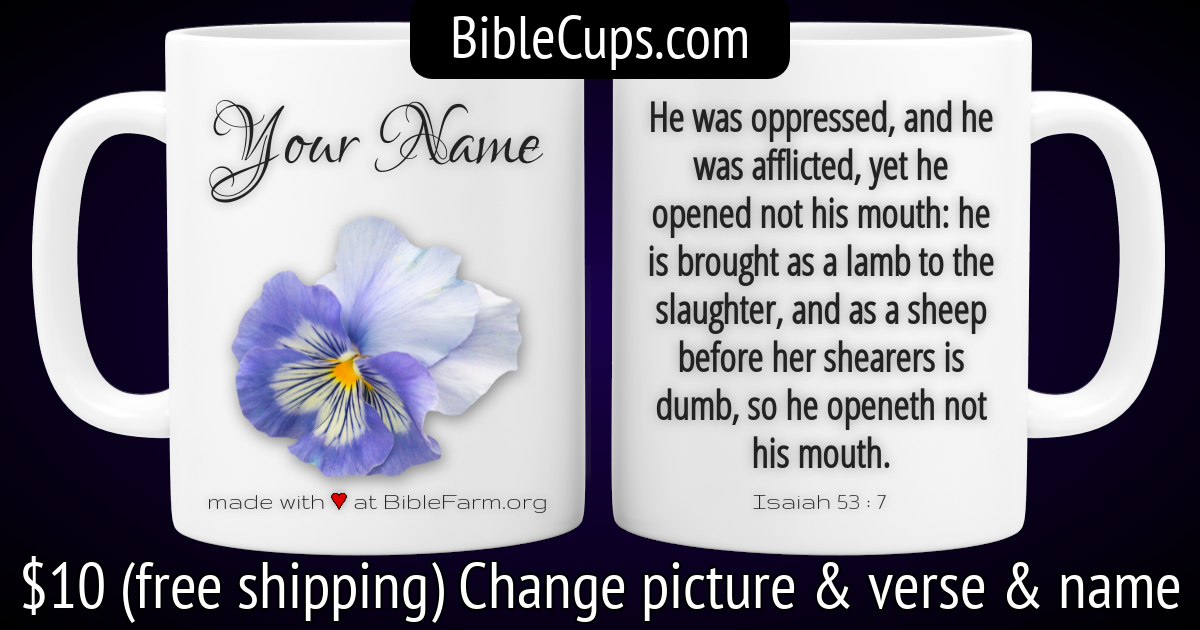 BibleCups.com
Your Name
made with ♥ at BibleFarm.org
He was oppressed, and he
was afflicted, yet he
opened not his mouth: he
is brought as a lamb to the
slaughter, and as a sheep
before her shearers is
dumb, so he openeth not
his mouth.
Isaiah 53 : 7
$10 (free shipping) Change picture & verse & name